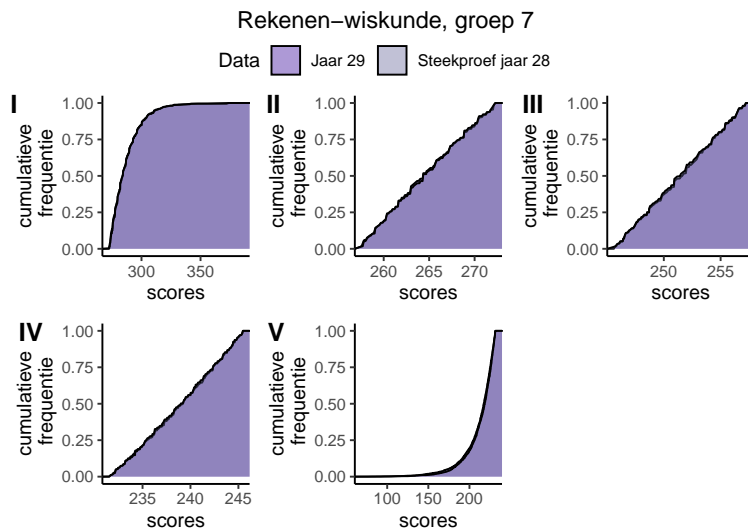 Rekenen−wiskunde, groep 7
Data Jaar 29 Steekproef jaar 28
I
1.00
0.75
0.50
0.25
0.00
cumulatieve
frequentie
300 350
scores
II
1.00
0.75
0.50
0.25
0.00
cumulatieve
frequentie
260 265 270
scores
III
1.00
0.75
0.50
0.25
0.00
cumulatieve
frequentie
250 255
scores
IV
1.00
0.75
0.50
0.25
0.00
cumulatieve
frequentie
235 240 245
scores
V
1.00
0.75
0.50
0.25
0.00
cumulatieve
frequentie
100 150 200
scores